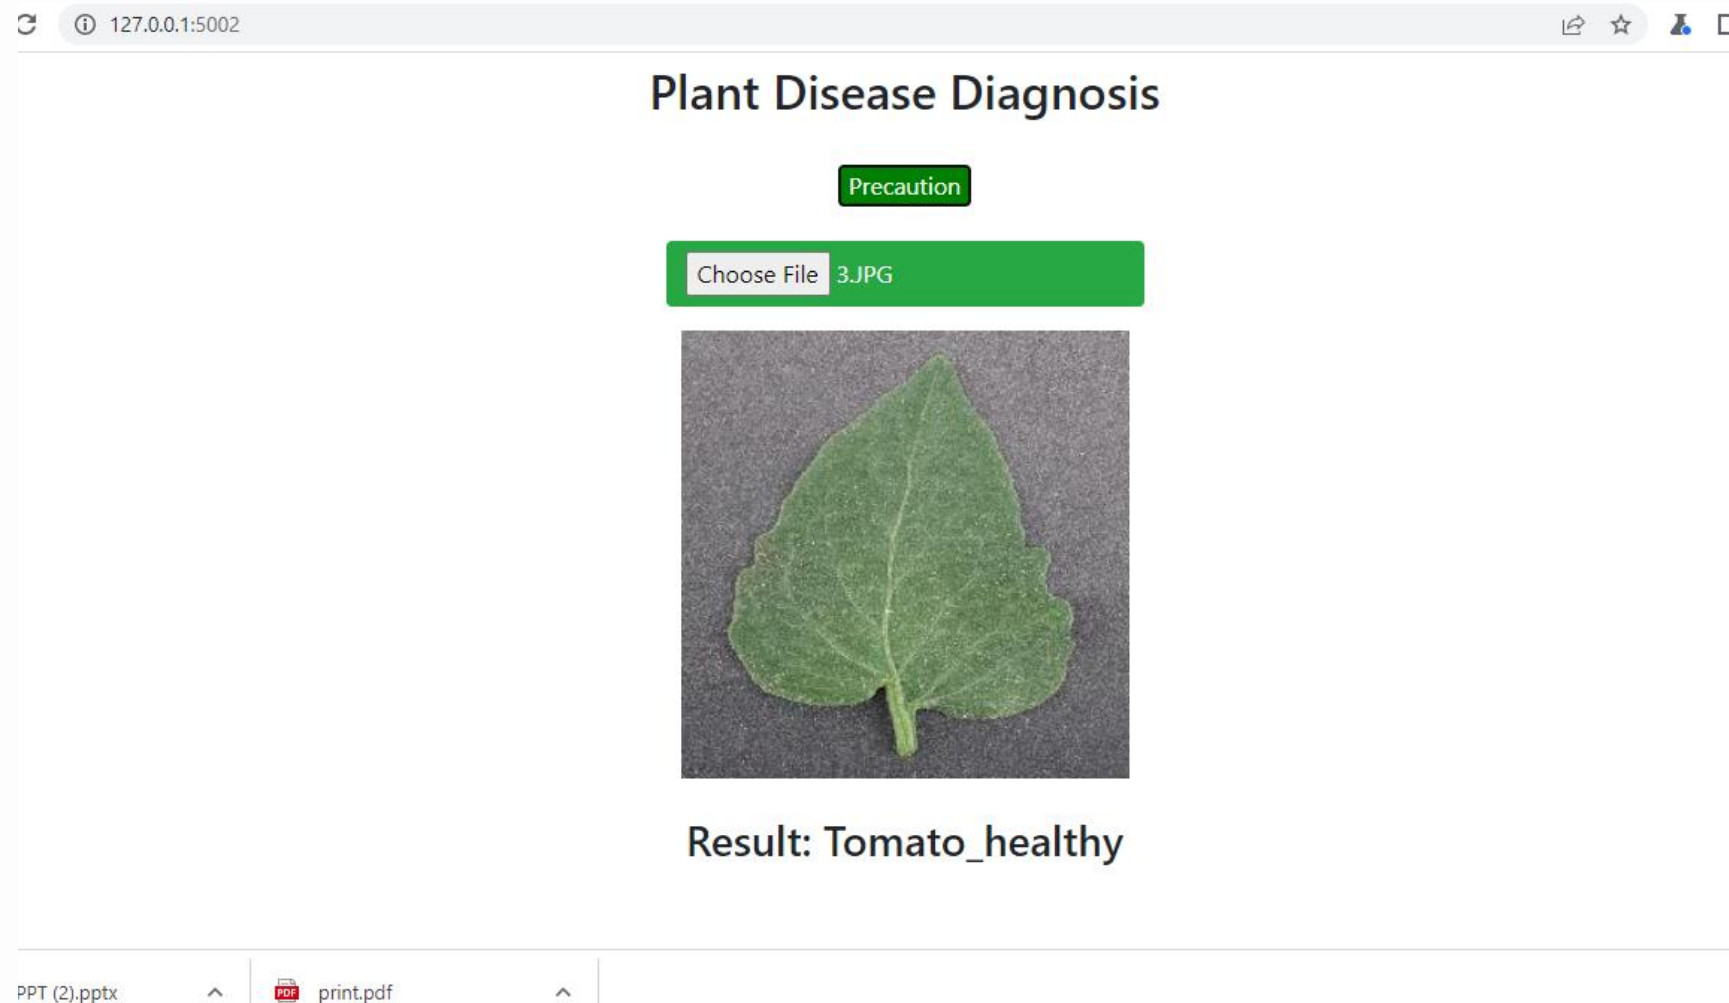 127.0.0.1:5002
Plant Disease Diagnosis
Precaution
Choose File 3.JPG
Result: Tomato_healthy
PPT (2).pptx
PDF print.pdf